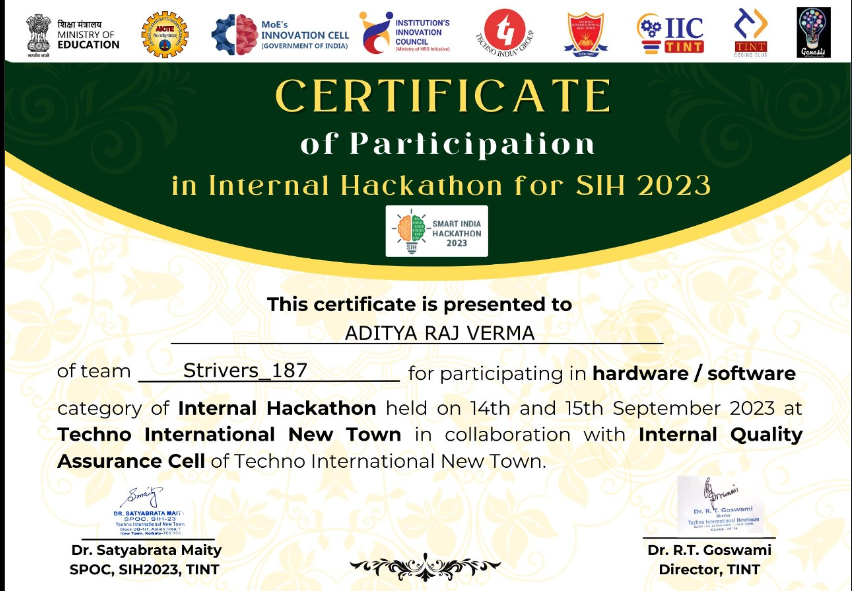 शिक्षा मंत्रालय
MINISTRY OF
EDUCATION
AICTE
MoE's
INNOVATION CELL
(GOVERNMENT OF INDIA)
INSTITUTION'S
INNOVATION
COUNCIL
(Ministry of HRD Initiative)
TECHNO INDIA GROUP
IIC
TINT
TINT
CODING CLUB
Genesis
CERTIFICATE
of Participation
in Internal Hackathon for SIH 2023
SIH
SMART INDIA
HACKATHON
2023
This certificate is presented to
ADITYA RAJ VERMA
of team Strivers_187 for participating in hardware / software
category of Internal Hackathon held on 14th and 15th September 2023 at
Techno International New Town in collaboration with Internal Quality
Assurance Cell of Techno International New Town.
DR. SATYABRATA MAITY
SPOC, SIH-23
Techno International New Town
New Town, Kolkata-700 156
Dr. Satyabrata Maity
SPOC, SIH2023, TINT
Dr. R.T. Goswami
Director
Techno International Newtown
Dr. R.T. Goswami
Director, TINT